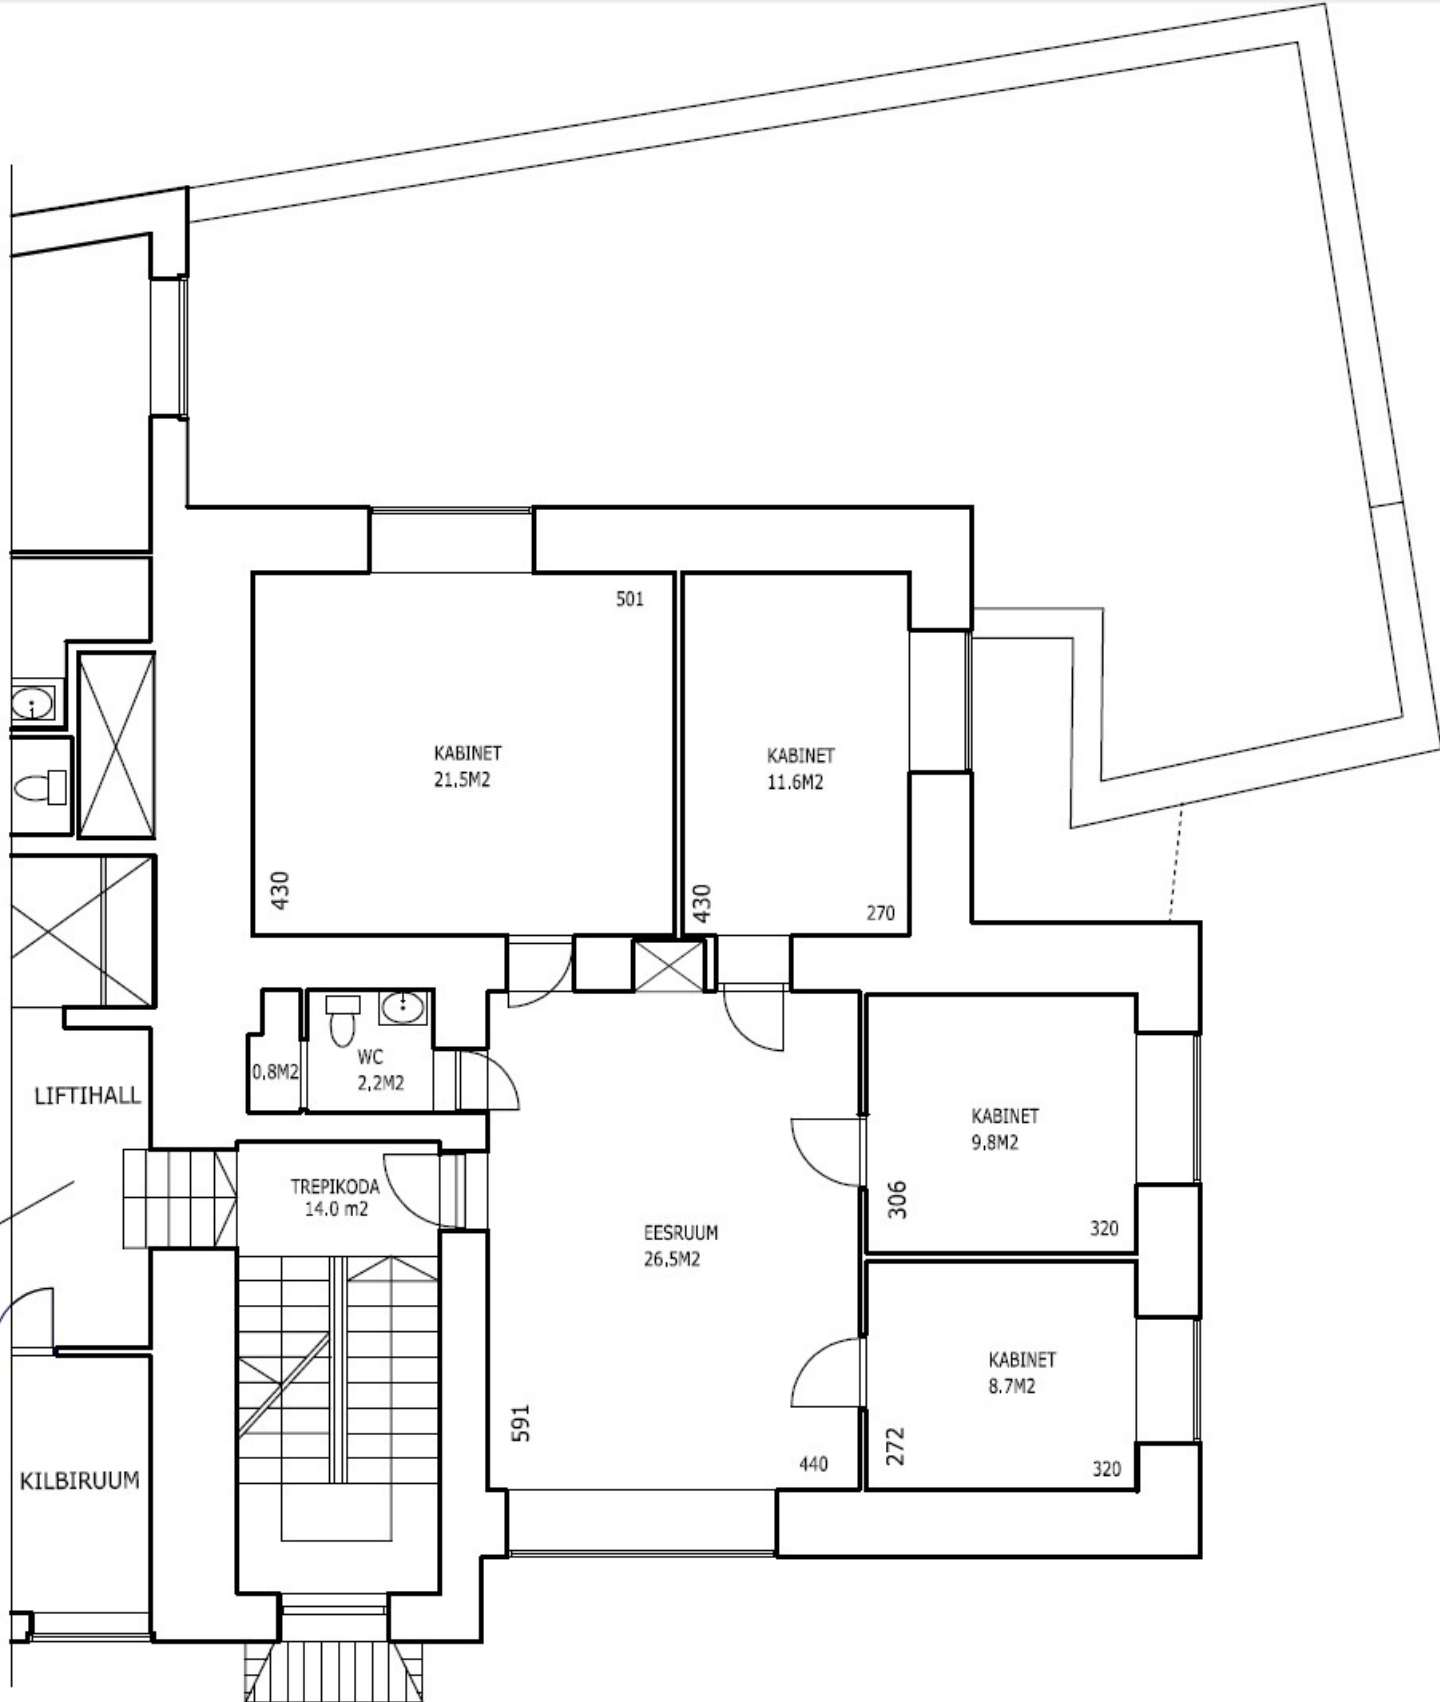 501
KABINET
21.5M2
430
KABINET
11.6M2
430
270
0,8M2
WC
2,2M2
LIFTIHALL
KABINET
9,8M2
306
320
TREPIKODA
14.0 m2
EESRUUM
26,5M2
591
440
KABINET
8.7M2
272
320
KILBIRUUM